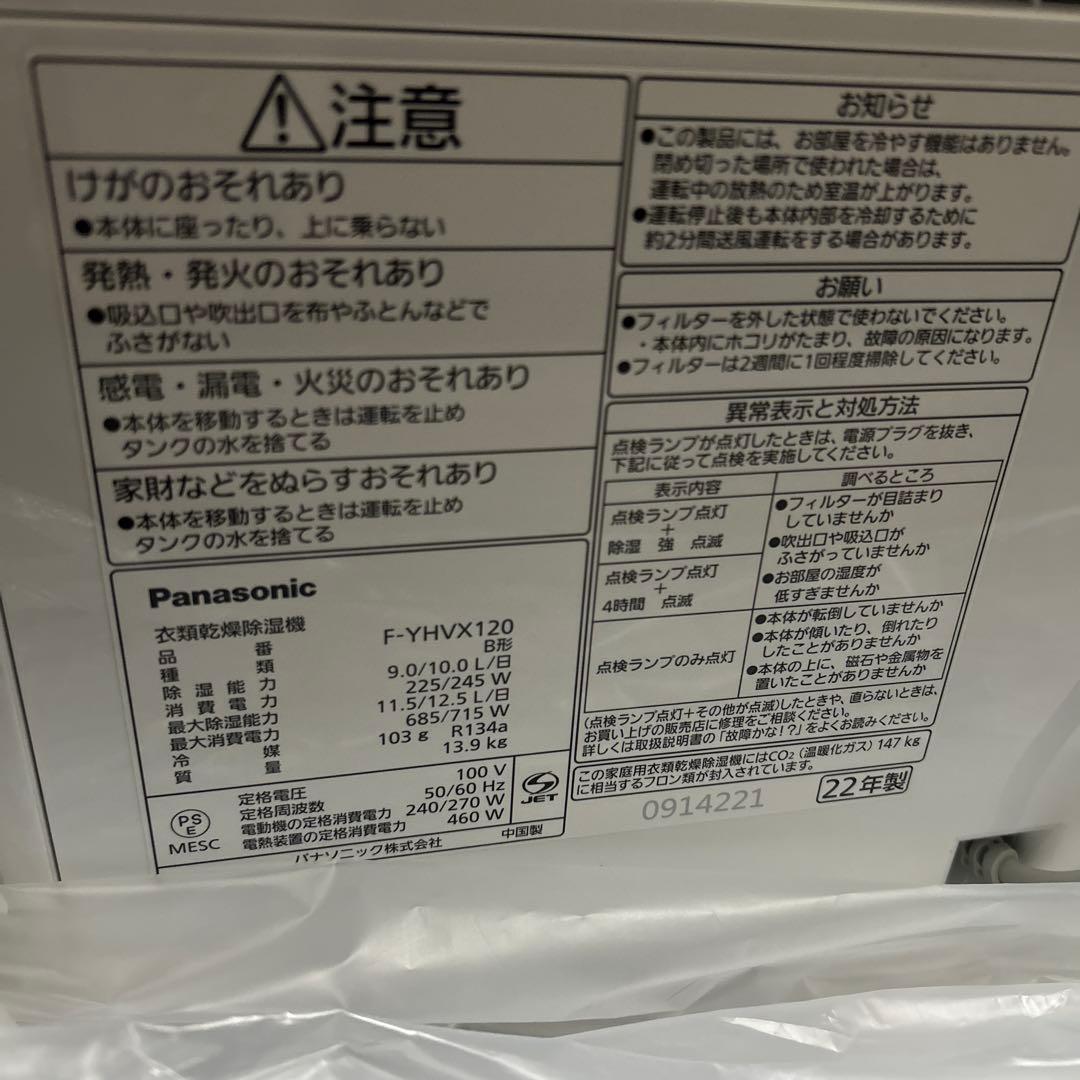 注意
けがのおそれあり
●本体に座ったり、上に乗らない
発熱・発火のおそれあり
●吸込口や吹出口を布やふとんなどで
ふさがない
感電・漏電・火災のおそれあり
●本体を移動するときは運転を止め
タンクの水を捨てる
家財などをぬらすおそれあり
●本体を移動するときは運転を止め
タンクの水を捨てる
Panasonic
衣類乾燥除湿機
品番 F-YHVX120
種類 B形
除湿能力 9.0/10.0 L/日
消費電力 225/245 W
最大除湿能力 11.5/12.5 L/日
最大消費電力 685/715 W
冷媒 103 g R134a
質量 13.9 kg
定格電圧 100 V
定格周波数 50/60 Hz
電動機の定格消費電力 240/270 W
電熱装置の定格消費電力 460 W
PS
E
MESC
JET
パナソニック株式会社 中国製
お知らせ
●この製品には、お部屋を冷やす機能はありません。
閉め切った場所で使われた場合は、
運転中の放熱のため室温が上がります。
●運転停止後も本体内部を冷却するために
約2分間送風運転をする場合があります。
お願い
●フィルターを外した状態で使わないでください。
・本体内にホコリがたまり、故障の原因になります。
●フィルターは2週間に1回程度掃除してください。
異常表示と対処方法
点検ランプが点灯したときは、電源プラグを抜き、
下記に従って点検を実施してください。
表示内容 調べるところ
点検ランプ点灯
+
除湿 強 点滅
点検ランプ点灯
+
4時間 点滅
●フィルターが目詰まり
していませんか
●吹出口や吸込口が
ふさがっていませんか
●お部屋の湿度が
低すぎませんか
点検ランプのみ点灯
●本体が転倒していませんか
●本体が傾いたり、倒れたり
したことがありませんか
●本体の上に、磁石や金属物を
置いたことがありませんか
(点検ランプ点灯+その他が点滅)したときや、直らないときは、
お買い上げの販売店に修理をご相談ください。
詳しくは取扱説明書の「故障かな!?」をよくお読みください。
この家庭用衣類乾燥除湿機にはCO2(温暖化ガス)147 kg
に相当するフロン類が封入されています。
0914221
22年製